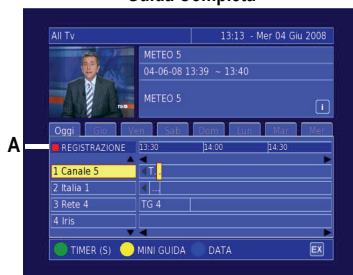 Guida Completa
All Tv 13:13 - Mer 04 Giu 2008
METEO 5
04-06-08 13:39 ~ 13:40
METEO 5
i
Oggi Gio Ven Sab Dom Lun Mar Mer
A
REGISTRAZIONE 13:30 14:00 14:30
1 Canale 5 T..
2 Italia 1 ...
3 Rete 4 TG 4
4 Iris
TIMER (S) MINI GUIDA DATA EX